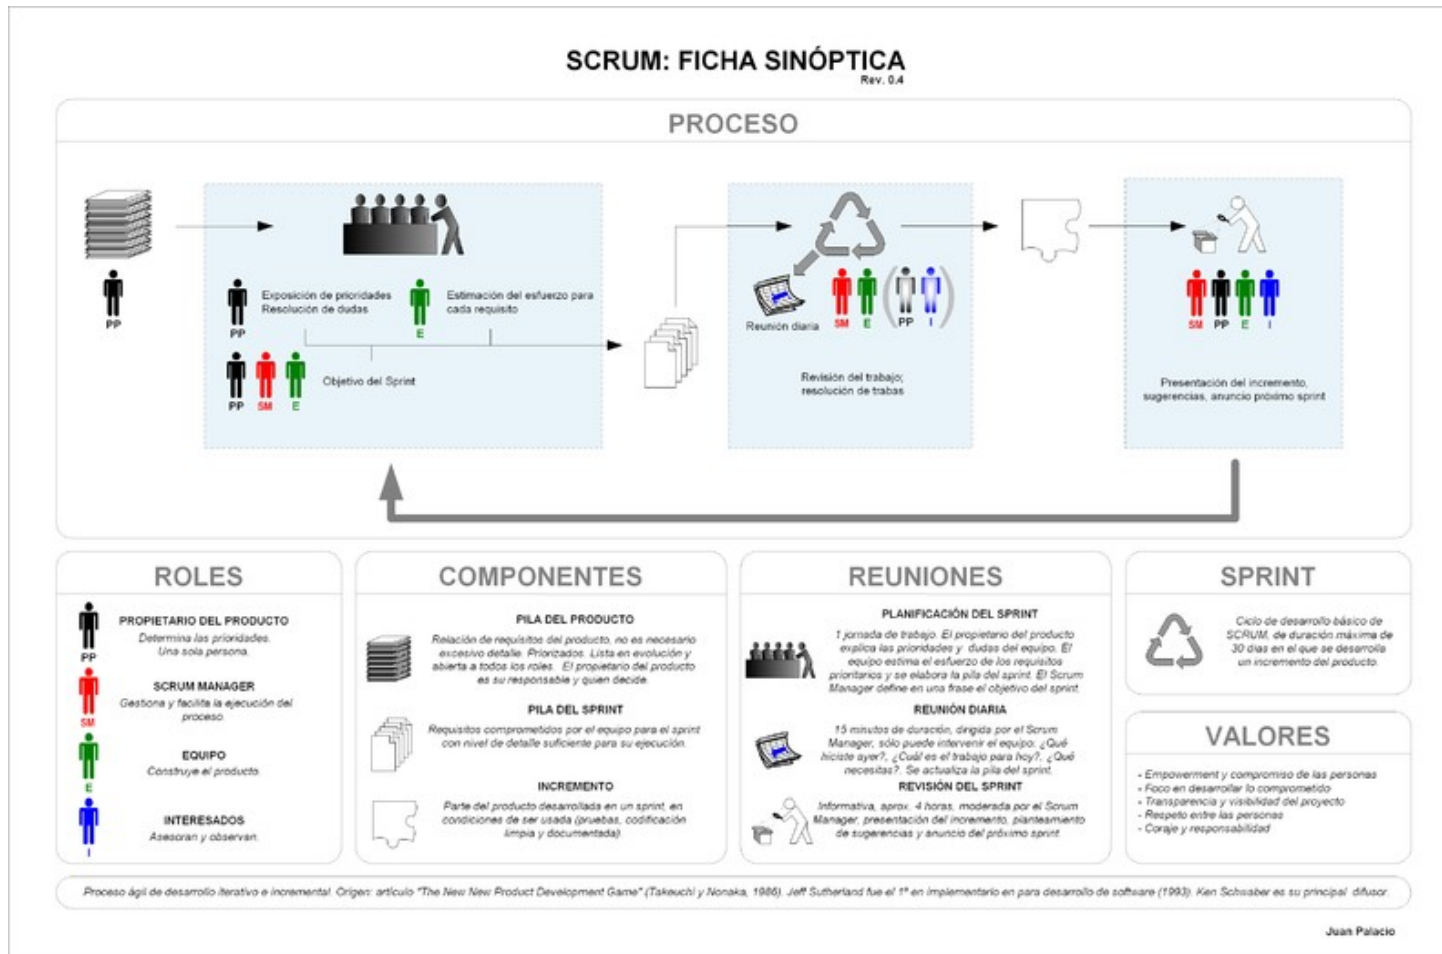 SCRUM: FICHA SINÓPTICA
Rev. 0.4
PROCESO
PP
PP
Exposición de prioridades
Resolución de dudas
E
Estimación del esfuerzo para
cada requisito
PP
SM
E
Objetivo del Sprint
Reunión diaria
SM
E
PP
I
Revisión del trabajo;
resolución de trabas
SM
PP
E
I
Presentación del incremento,
sugerencias, anuncio próximo sprint
ROLES
PP
PROPIETARIO DEL PRODUCTO
Determina las prioridades.
Una sola persona.
SM
SCRUM MANAGER
Gestiona y facilita la ejecución del
proceso.
E
EQUIPO
Construye el producto.
I
INTERESADOS
Asesoran y observan.
COMPONENTES
PILA DEL PRODUCTO
Relación de requisitos del producto, no es necesario
excesivo detalle. Priorizados. Lista en evolución y
abierta a todos los roles. El propietario del producto
es su responsable y quien decide.
PILA DEL SPRINT
Requisitos comprometidos por el equipo para el sprint
con nivel de detalle suficiente para su ejecución.
INCREMENTO
Parte del producto desarrollada en un sprint, en
condiciones de ser usada (pruebas, codificación
limpia y documentada).
REUNIONES
PLANIFICACIÓN DEL SPRINT
1 jornada de trabajo. El propietario del producto
explica las prioridades y dudas del equipo. El
equipo estima el esfuerzo de los requisitos
prioritarios y se elabora la pila del sprint. El Scrum
Manager define en una frase el objetivo del sprint.
REUNIÓN DIARIA
15 minutos de duración, dirigida por el Scrum
Manager, sólo puede intervenir el equipo. ¿Qué
hiciste ayer?, ¿Cuál es el trabajo para hoy?, ¿Qué
necesitas?. Se actualiza la pila del sprint.
REVISIÓN DEL SPRINT
Informativa, aprox. 4 horas, moderada por el Scrum
Manager, presentación del incremento, planteamiento
de sugerencias y anuncio del próximo sprint.
SPRINT
Ciclo de desarrollo básico de
SCRUM, de duración máxima de
30 días en el que se desarrolla
un incremento del producto.
VALORES
- Empowerment y compromiso de las personas
- Foco en desarrollar lo comprometido
- Transparencia y visibilidad del proyecto
- Respeto entre las personas
- Coraje y responsabilidad
Proceso ágil de desarrollo iterativo e incremental. Origen: artículo "The New New Product Development Game" (Takeuchi y Nonaka, 1986). Jeff Sutherland fue el 1º en implementarlo en para desarrollo de software (1993). Ken Schwaber es su principal difusor.
Juan Palacio